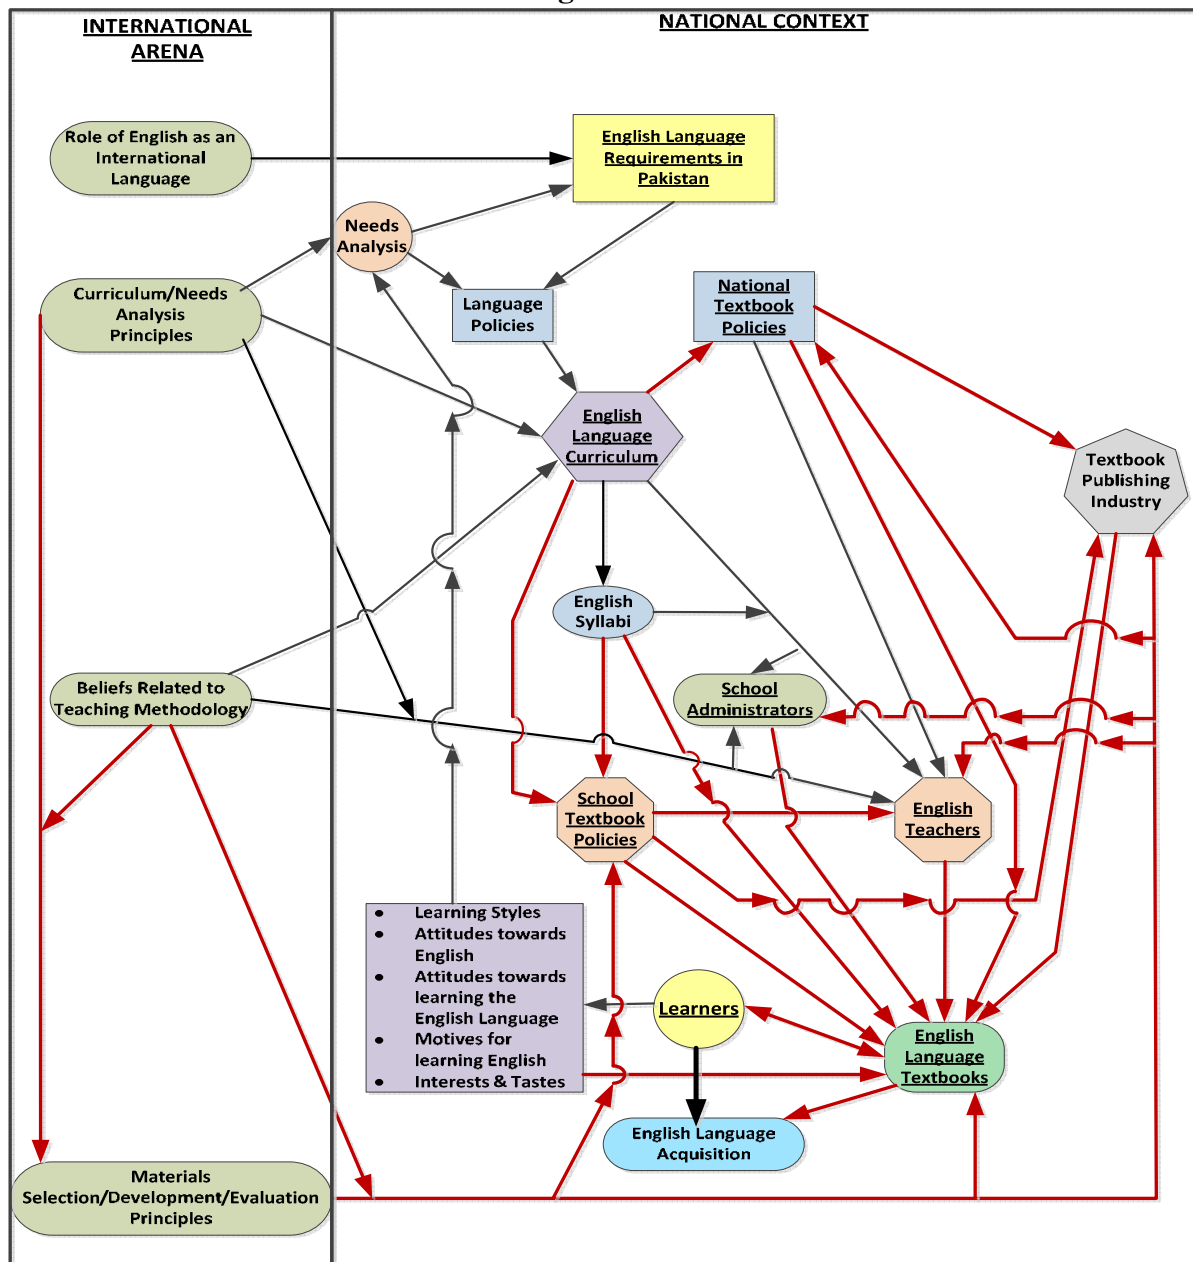 INTERNATIONAL
ARENA
NATIONAL CONTEXT
Role of English as an
International
Language
English Language
Requirements in
Pakistan
Needs
Analysis
Curriculum/Needs
Analysis
Principles
Language
Policies
National
Textbook
Policies
English
Language
Curriculum
Textbook
Publishing
Industry
English
Syllabi
Beliefs Related to
Teaching Methodology
School
Administrators
School
Textbook
Policies
English
Teachers
• Learning Styles
• Attitudes towards
English
• Attitudes towards
learning the
English Language
• Motives for
learning English
• Interests & Tastes
Learners
English
Language
Textbooks
English Language
Acquisition
Materials
Selection/Development/Evaluation
Principles